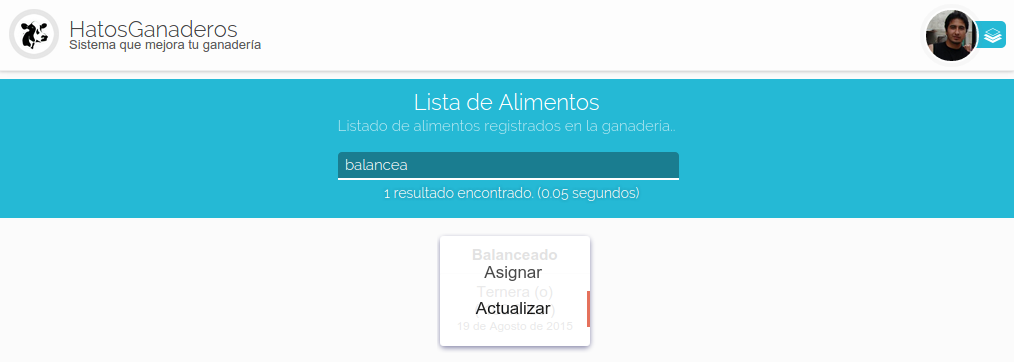 HatosGanaderos
Sistema que mejora tu ganadería
Lista de Alimentos
Listado de alimentos registrados en la ganaderia..
balancea
1 resultado encontrado. (0.05 segundos)
Balanceado
Asignar
Ternera (o)
Actualizar
19 de Agosto de 2015